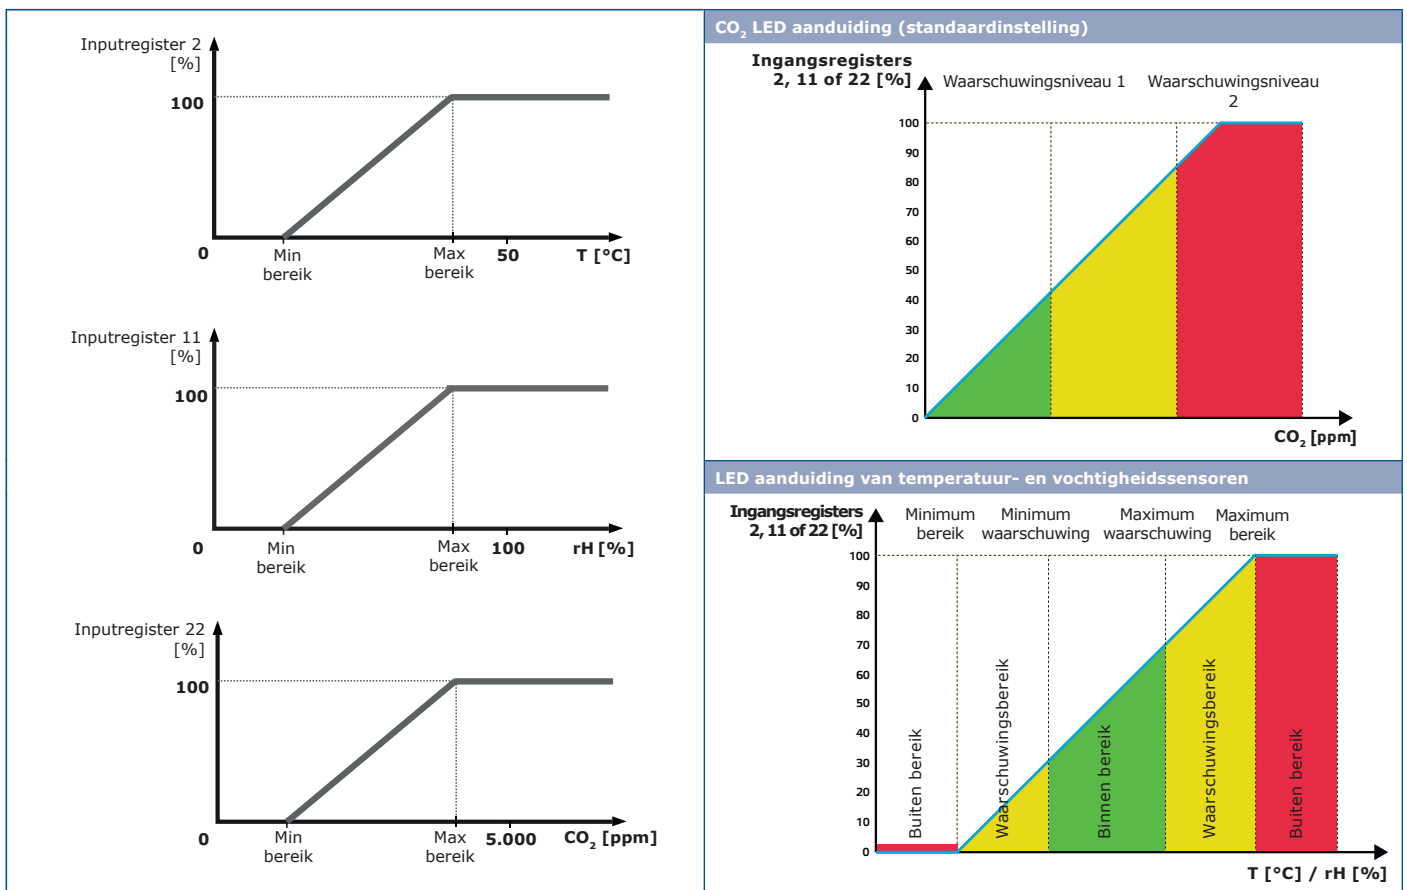 Inputregister 2
[%]
100
0
Min
bereik
Max
bereik
50
T [°C]
Inputregister 11
[%]
100
0
Min
bereik
Max
bereik
100
rH [%]
Inputregister 22
[%]
100
0
Min
bereik
Max
bereik
5.000
CO2 [ppm]
CO2 LED aanduiding (standaardinstelling)
Ingangsregisters
2, 11 of 22 [%]
Waarschuwingsniveau 1
Waarschuwingsniveau
2
100
90
80
70
60
50
40
30
20
10
0
CO2 [ppm]
LED aanduiding van temperatuur- en vochtigheidssensoren
Ingangsregisters
2, 11 of 22 [%]
Minimum
bereik
Minimum
waarschuwing
Maximum
waarschuwing
Maximum
bereik
100
90
80
70
60
50
40
30
20
10
0
Buiten bereik
Waarschuwingsbereik
Binnen bereik
Waarschuwingsbereik
Buiten bereik
T [°C] / rH [%]